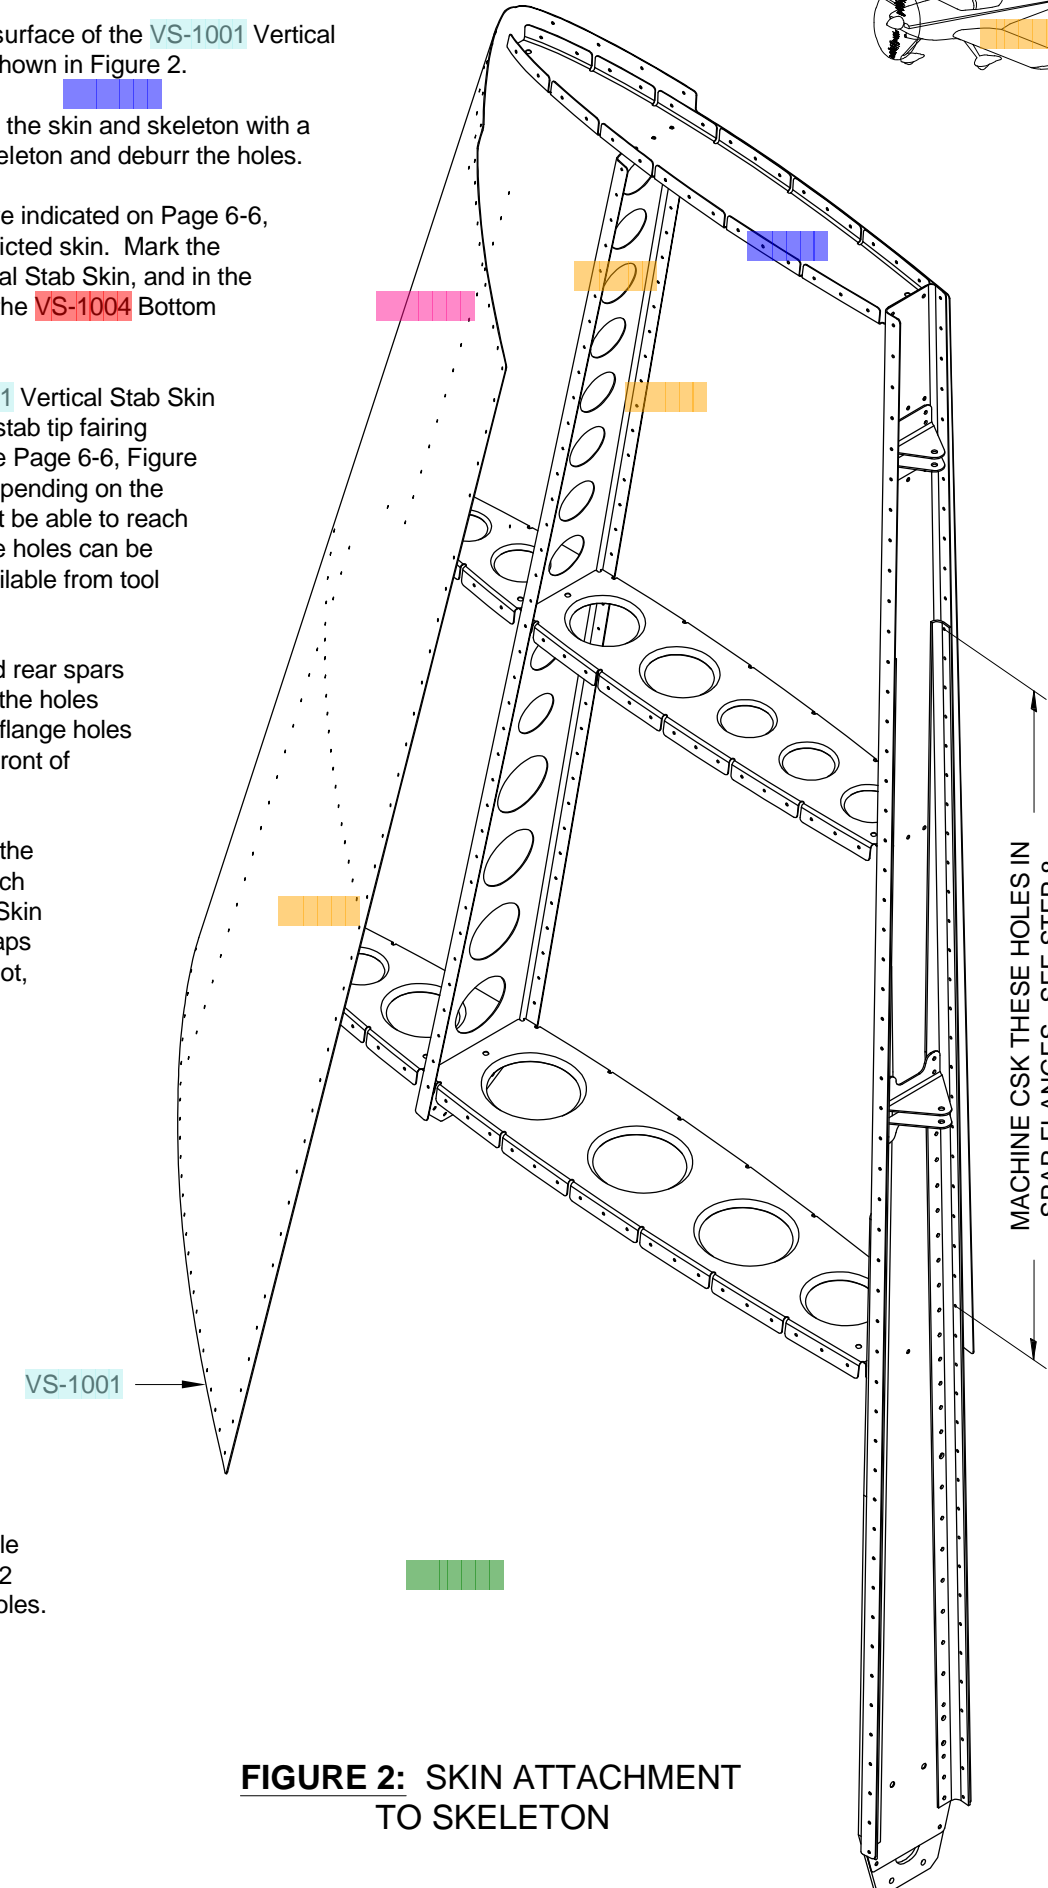 surface of the VS-1001 Vertical
hown in Figure 2.
the skin and skeleton with a
eleton and deburr the holes.
e indicated on Page 6-6,
icted skin. Mark the
al Stab Skin, and in the
he VS-1004 Bottom
1 Vertical Stab Skin
stab tip fairing
e Page 6-6, Figure
pending on the
t be able to reach
e holes can be
ilable from tool
d rear spars
the holes
flange holes
ront of
the
ch
Skin
aps
ot,
MACHINE CSK THESE HOLES IN
VS-1001
le
2
oles.
FIGURE 2: SKIN ATTACHMENT
TO SKELETON